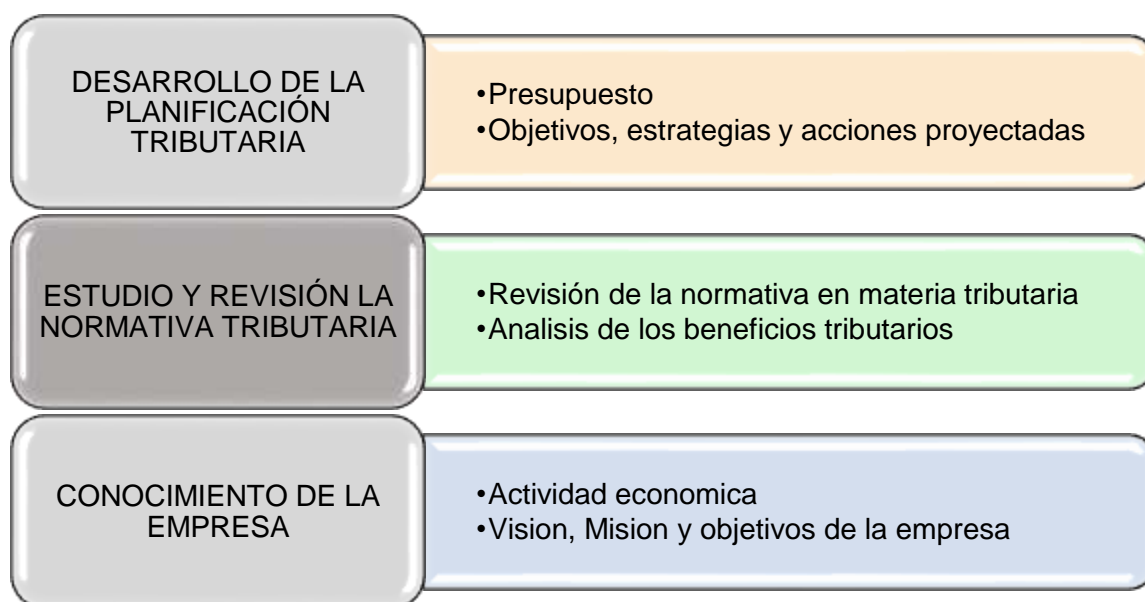 DESARROLLO DE LA
PLANIFICACIÓN
TRIBUTARIA
•Presupuesto
•Objetivos, estrategias y acciones proyectadas
ESTUDIO Y REVISIÓN LA
NORMATIVA TRIBUTARIA
•Revisión de la normativa en materia tributaria
•Analisis de los beneficios tributarios
CONOCIMIENTO DE LA
EMPRESA
•Actividad economica
•Vision, Mision y objetivos de la empresa